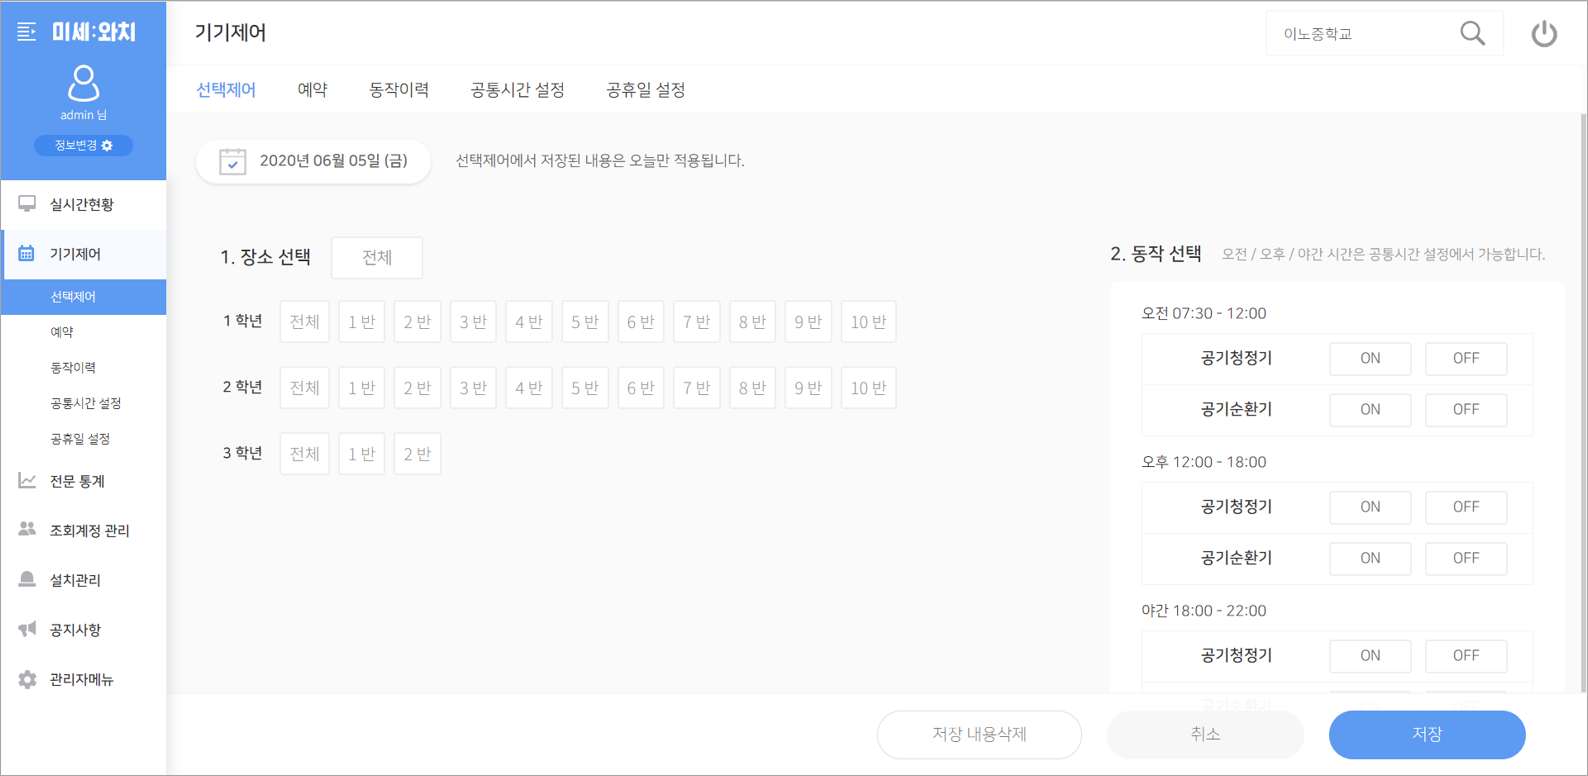 미세:와치
admin 님
정보변경
실시간현황
기기제어
선택제어
예약
동작이력
공통시간 설정
공휴일 설정
전문 통계
조회계정 관리
설치관리
공지사항
관리자메뉴
기기제어
이노중학교
선택제어 예약 동작이력 공통시간 설정 공휴일 설정
2020년 06월 05일 (금) 선택제어에서 저장된 내용은 오늘만 적용됩니다.
1. 장소 선택 전체
1 학년 전체 1 반 2 반 3 반 4 반 5 반 6 반 7 반 8 반 9 반 10 반
2 학년 전체 1 반 2 반 3 반 4 반 5 반 6 반 7 반 8 반 9 반 10 반
3 학년 전체 1 반 2 반
2. 동작 선택 오전 / 오후 / 야간 시간은 공통시간 설정에서 가능합니다.
오전 07:30 - 12:00
공기청정기 ON OFF
공기순환기 ON OFF
오후 12:00 - 18:00
공기청정기 ON OFF
공기순환기 ON OFF
야간 18:00 - 22:00
공기청정기 ON OFF
공기순환기 ON OFF
저장 내용삭제 취소 저장